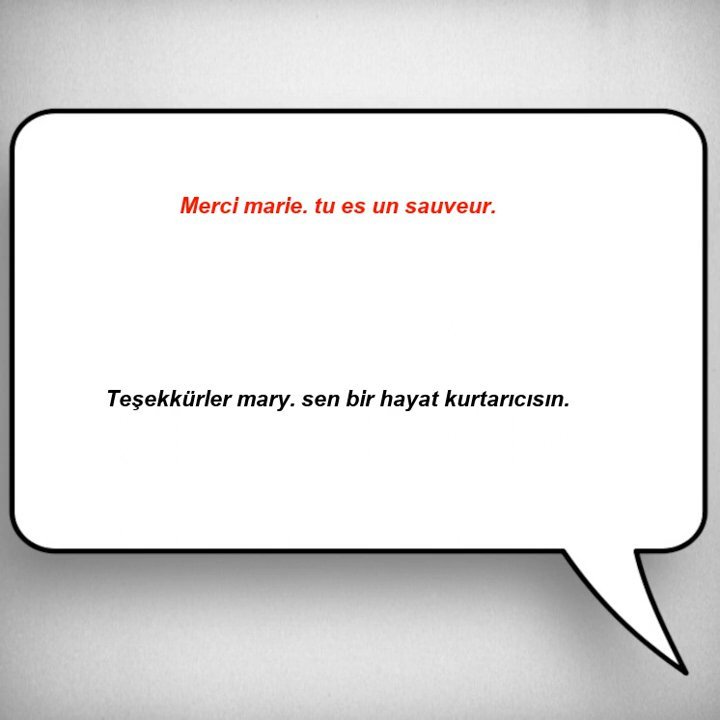 Merci marie. tu es un sauveur.
Teşekkürler mary. sen bir hayat kurtarıcısın.